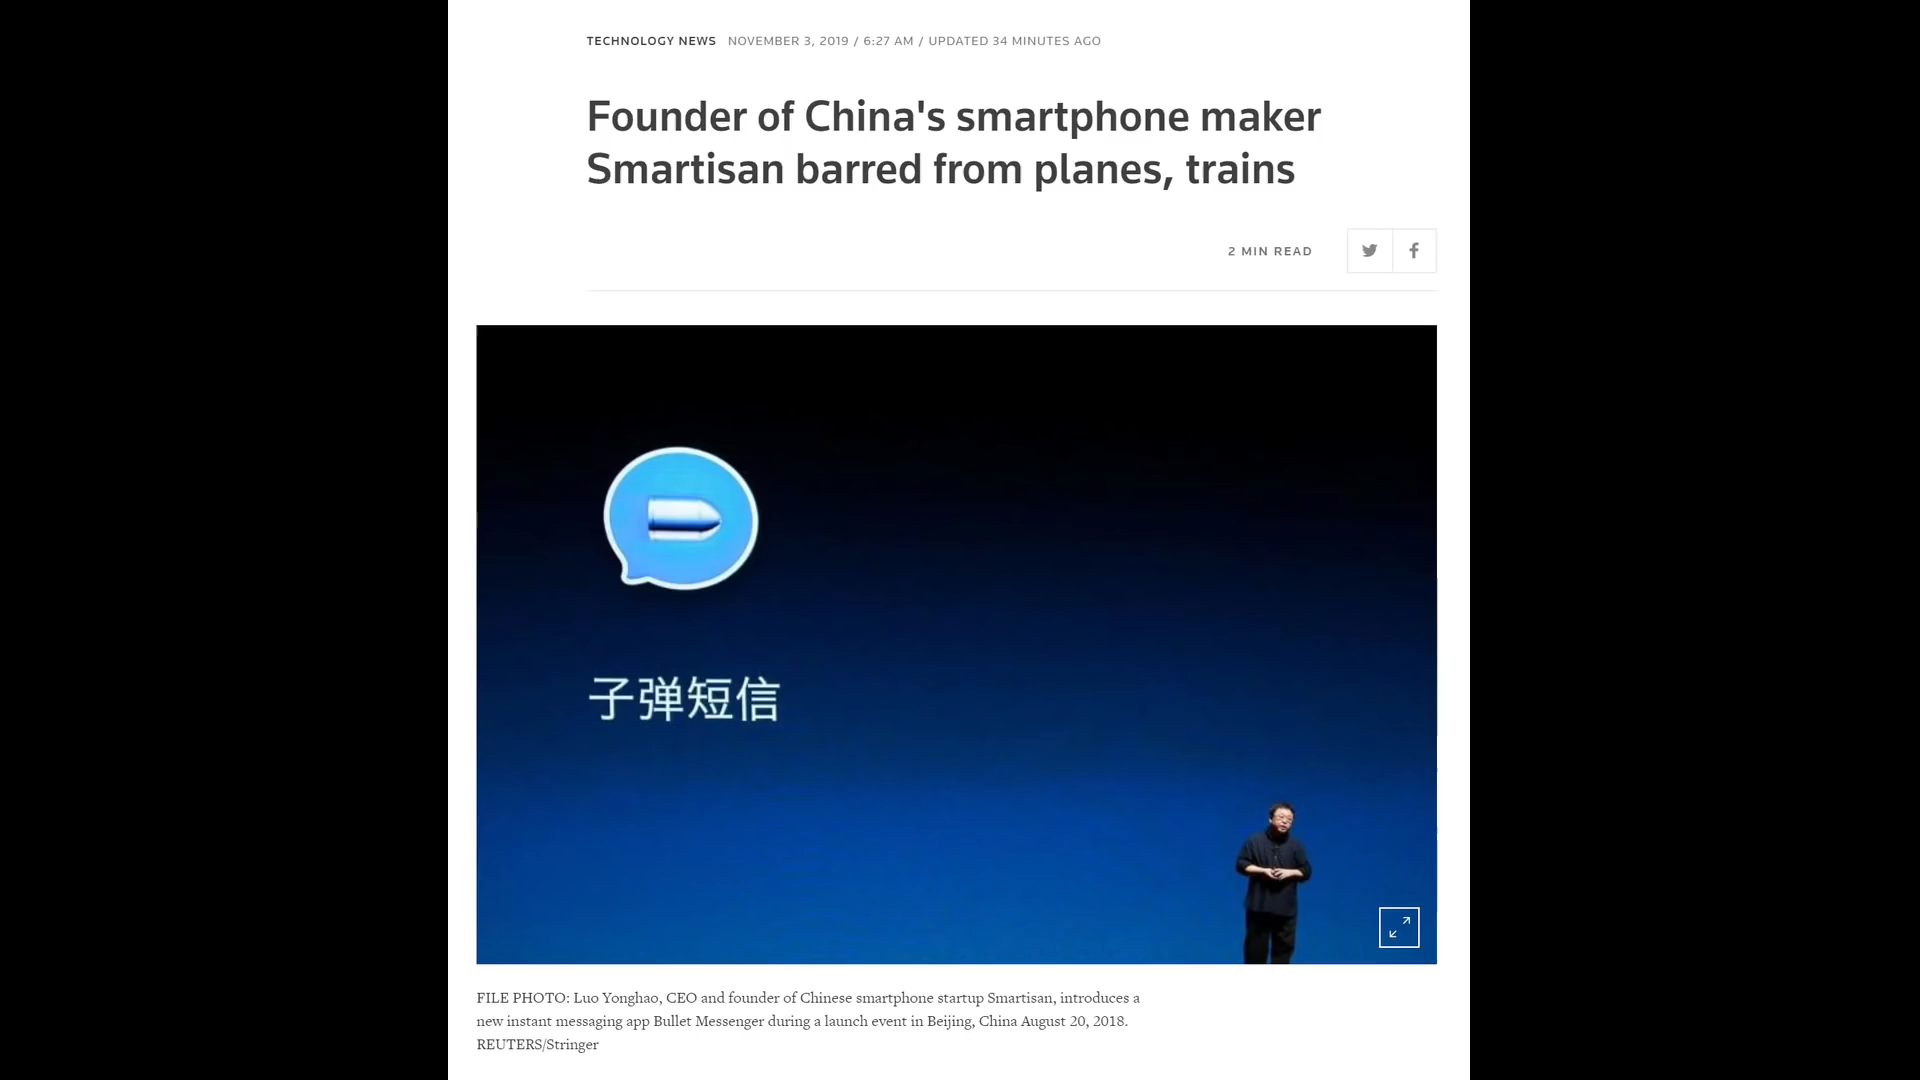 TECHNOLOGY NEWS NOVEMBER 3, 2019 / 6:27 AM / UPDATED 34 MINUTES AGO
Founder of China's smartphone maker
Smartisan barred from planes, trains
2 MIN READ
子弹短信
FILE PHOTO: Luo Yonghao, CEO and founder of Chinese smartphone startup Smartisan, introduces a
new instant messaging app Bullet Messenger during a launch event in Beijing, China August 20, 2018.
REUTERS/Stringer